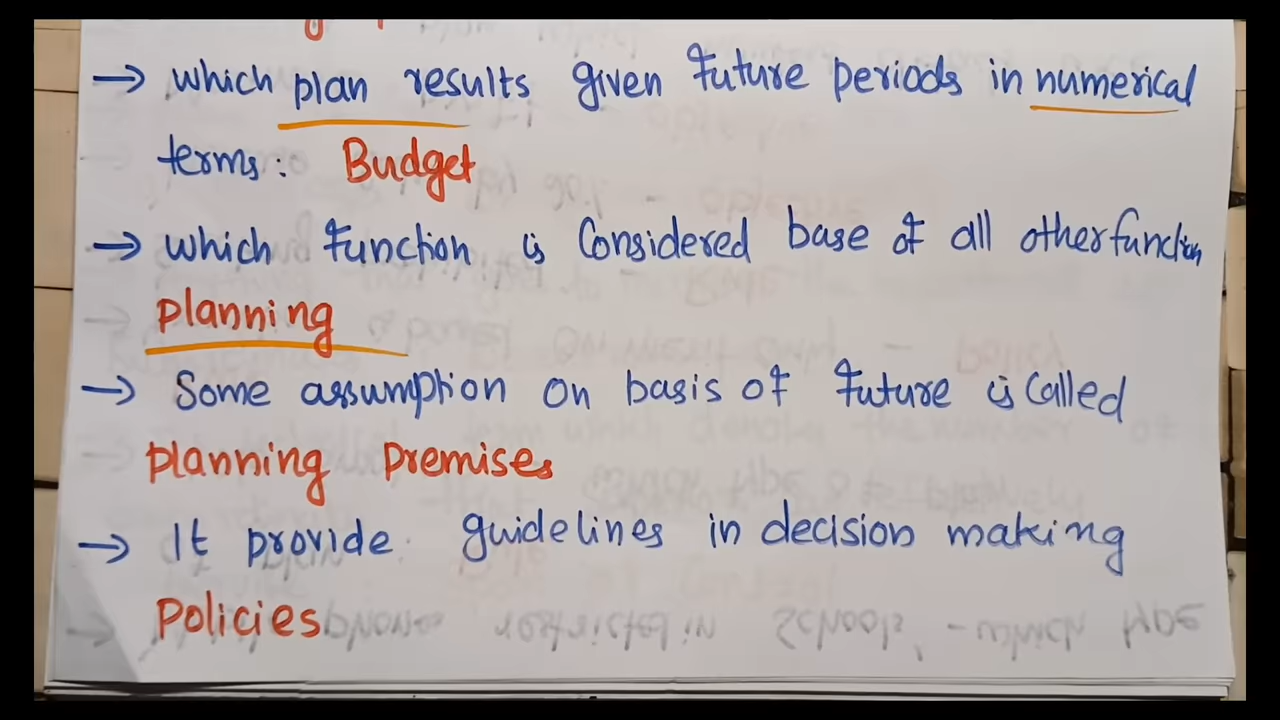 → which plan results given future periods in numerical
terms: Budget
→ which function is Considered base of all other function
Planning
→ Some assumption on basis of future is Called
Planning Premises
→ It provide guidelines in decision making
Policies